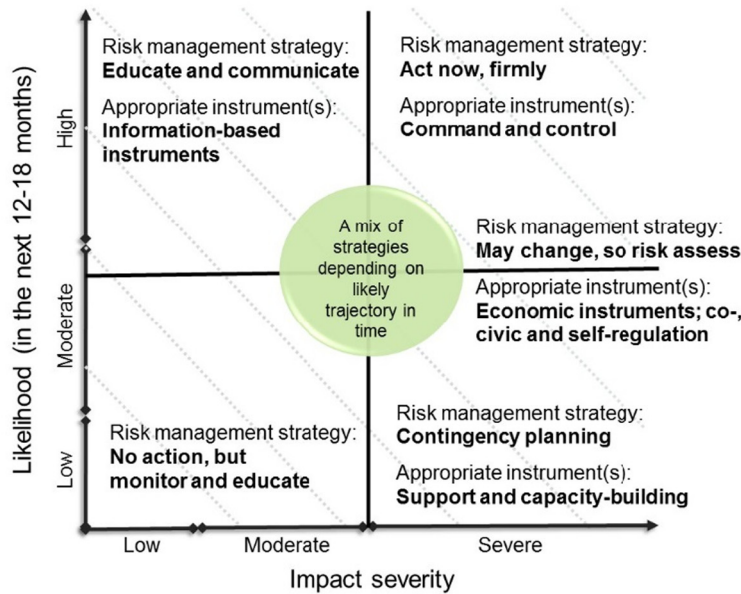 Risk management strategy:
Educate and communicate
Appropriate instrument(s):
Information-based
instruments
Risk management strategy:
Act now, firmly
Appropriate instrument(s):
Command and control
A mix of
strategies
depending on
likely
trajectory in
time
Risk management strategy:
May change, so risk assess
Appropriate instrument(s):
Economic instruments; co-,
civic and self-regulation
Risk management strategy:
No action, but
monitor and educate
Risk management strategy:
Contingency planning
Appropriate instrument(s):
Support and capacity-building
Likelihood (in the next 12-18 months)
High
Moderate
Low
Low
Moderate
Severe
Impact severity